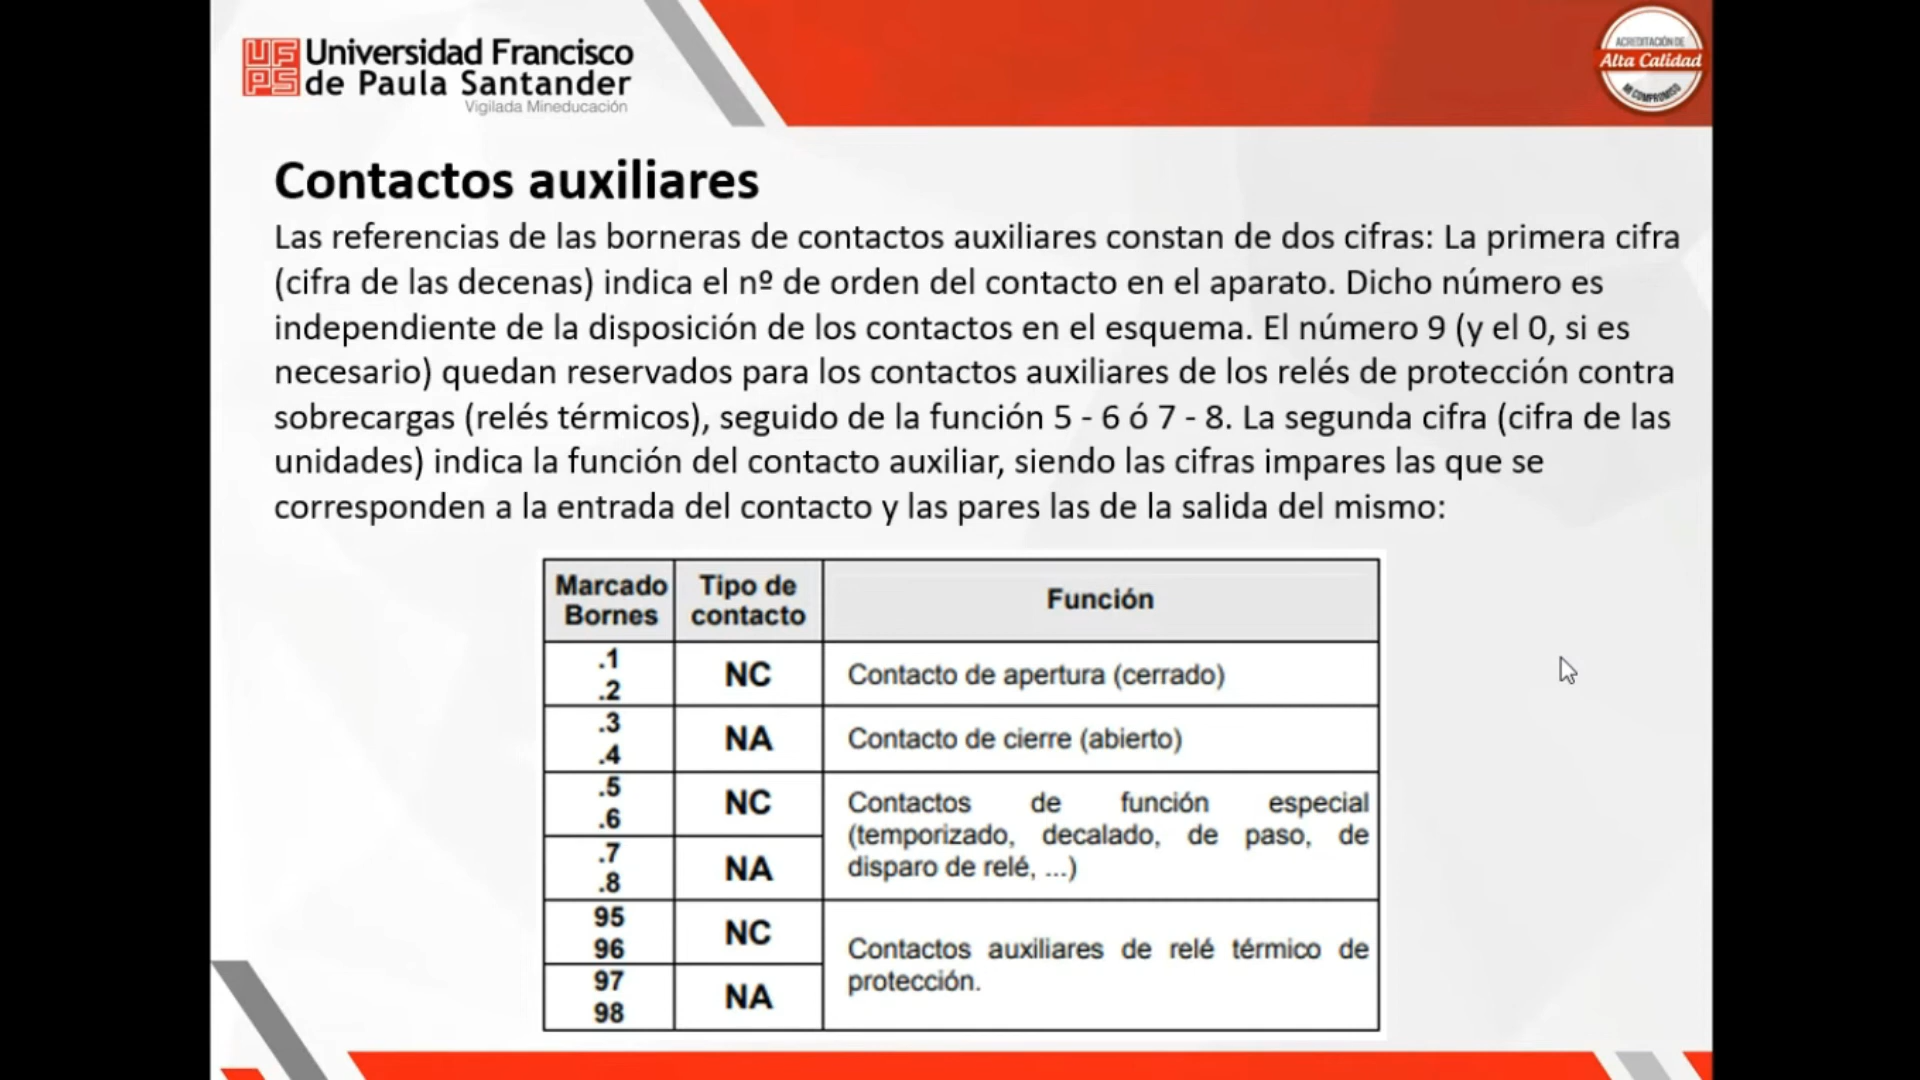 UF
PS
Universidad Francisco
de Paula Santander
Vigilada Mineducación
ACREDITACIÓN DE
Alta Calidad
MI COMPROMISO
Contactos auxiliares
Las referencias de las borneras de contactos auxiliares constan de dos cifras: La primera cifra
(cifra de las decenas) indica el nº de orden del contacto en el aparato. Dicho número es
independiente de la disposición de los contactos en el esquema. El número 9 (y el 0, si es
necesario) quedan reservados para los contactos auxiliares de los relés de protección contra
sobrecargas (relés térmicos), seguido de la función 5 - 6 ó 7 - 8. La segunda cifra (cifra de las
unidades) indica la función del contacto auxiliar, siendo las cifras impares las que se
corresponden a la entrada del contacto y las pares las de la salida del mismo:
Marcado Bornes Tipo de contacto Función
.1
.2
NC
Contacto de apertura (cerrado)
.3
.4
NA
Contacto de cierre (abierto)
.5
.6
NC
Contactos de función especial
(temporizado, decalado, de paso, de
disparo de relé, ...)
.7
.8
NA
95
96
NC
Contactos auxiliares de relé térmico de
protección.
97
98
NA